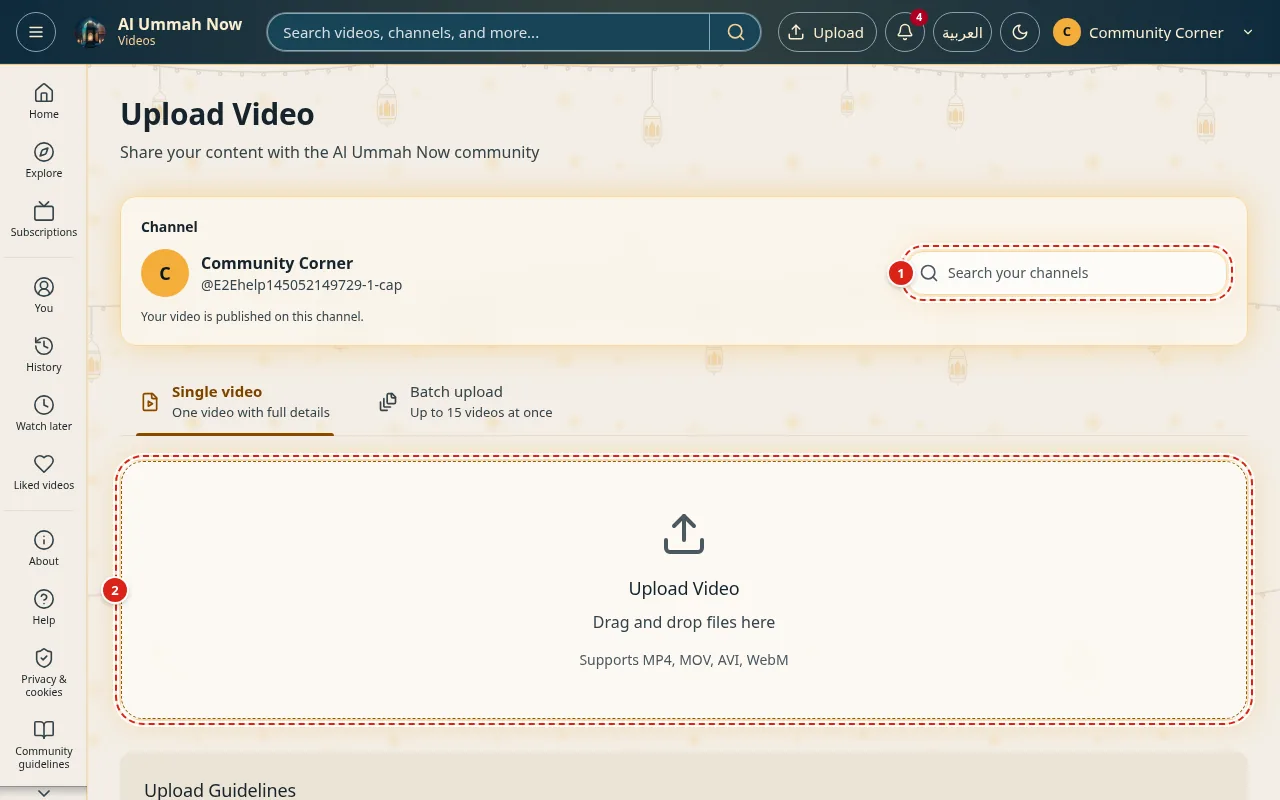 Al Ummah Now
Videos
Search videos, channels, and more...
Upload
4
العربية
C
Community Corner
Home
Explore
Subscriptions
You
History
Watch later
Liked videos
About
Help
Privacy &
cookies
Community
guidelines
Upload Video
Share your content with the Al Ummah Now community
Channel
C
Community Corner
@E2Ehelp145052149729-1-cap
Your video is published on this channel.
1
Search your channels
Single video
One video with full details
Batch upload
Up to 15 videos at once
2
Upload Video
Drag and drop files here
Supports MP4, MOV, AVI, WebM
Upload Guidelines